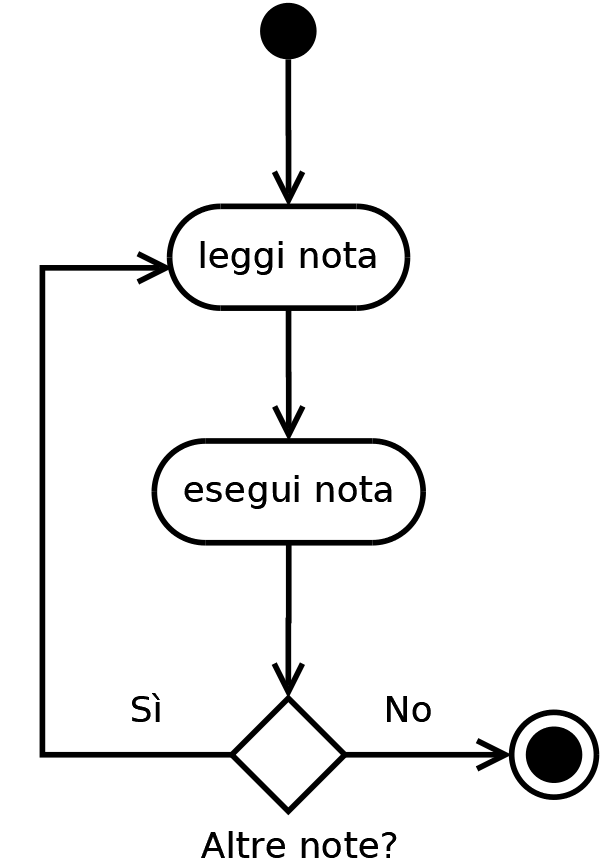 leggi nota
esegui nota
Sì
No
Altre note?